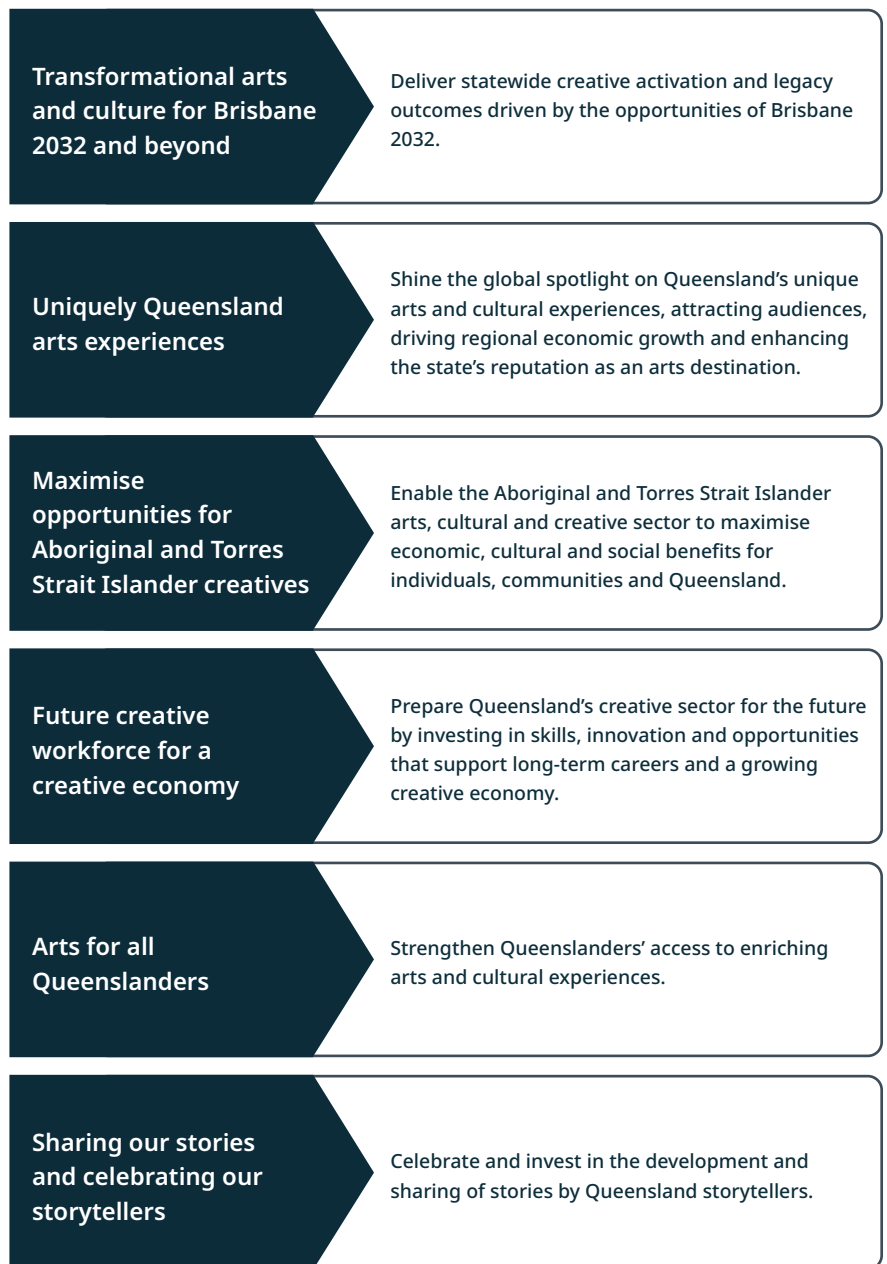 Transformational arts
and culture for Brisbane
2032 and beyond
Deliver statewide creative activation and legacy
outcomes driven by the opportunities of Brisbane
2032.
Uniquely Queensland
arts experiences
Shine the global spotlight on Queensland’s unique
arts and cultural experiences, attracting audiences,
driving regional economic growth and enhancing
the state’s reputation as an arts destination.
Maximise
opportunities for
Aboriginal and Torres
Strait Islander creatives
Enable the Aboriginal and Torres Strait Islander
arts, cultural and creative sector to maximise
economic, cultural and social benefits for
individuals, communities and Queensland.
Future creative
workforce for a
creative economy
Prepare Queensland’s creative sector for the future
by investing in skills, innovation and opportunities
that support long-term careers and a growing
creative economy.
Arts for all
Queenslanders
Strengthen Queenslanders’ access to enriching
arts and cultural experiences.
Sharing our stories
and celebrating our
storytellers
Celebrate and invest in the development and
sharing of stories by Queensland storytellers.